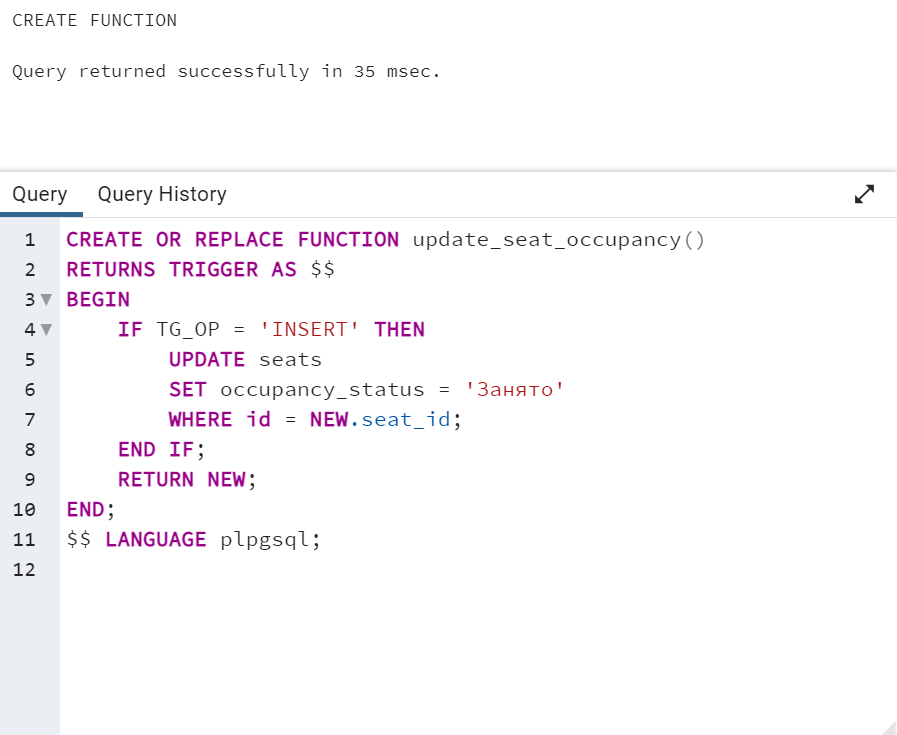 CREATE FUNCTION
Query returned successfully in 35 msec.
Query Query History
1 CREATE OR REPLACE FUNCTION update_seat_occupancy()
2 RETURNS TRIGGER AS $$
3 BEGIN
4 IF TG_OP = 'INSERT' THEN
5 UPDATE seats
6 SET occupancy_status = 'Занято'
7 WHERE id = NEW.seat_id;
8 END IF;
9 RETURN NEW;
10 END;
11 $$ LANGUAGE plpgsql;
12